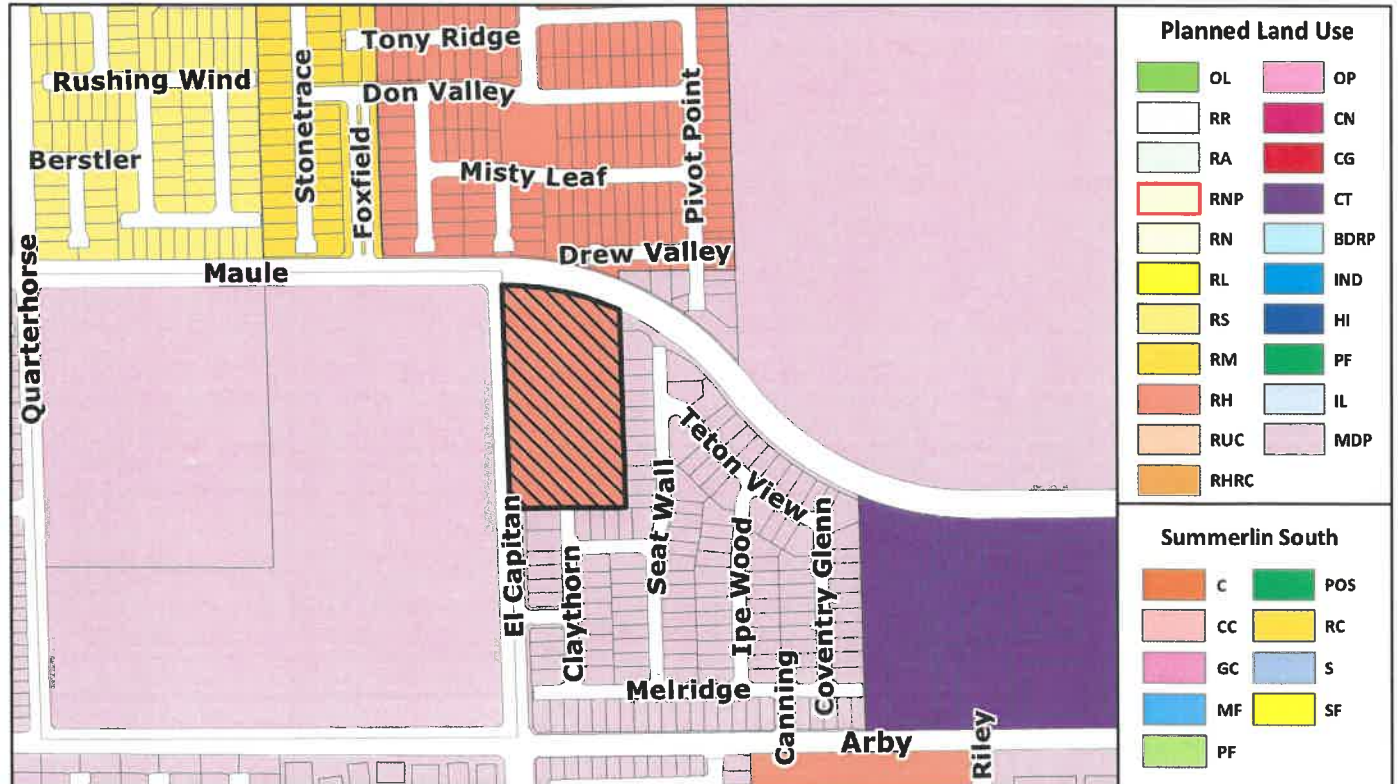 Tony Ridge
Rushing Wind
Don Valley
Stonetrace
Foxfield
Pivot Point
Berstler
Misty Leaf
Drew Valley
Maule
Quarterhorse
Teton View
El Capitan
Claythorn
Seat Wall
Ipe Wood
Coventry Glenn
Melridge
Canning
Arby
Riley
Planned Land Use
OL
RR
RA
RNP
RN
RL
RS
RM
RH
RUC
RHRC
OP
CN
CG
CT
BDRP
IND
HI
PF
IL
MDP
Summerlin South
C
CC
GC
MF
PF
POS
RC
S
SF